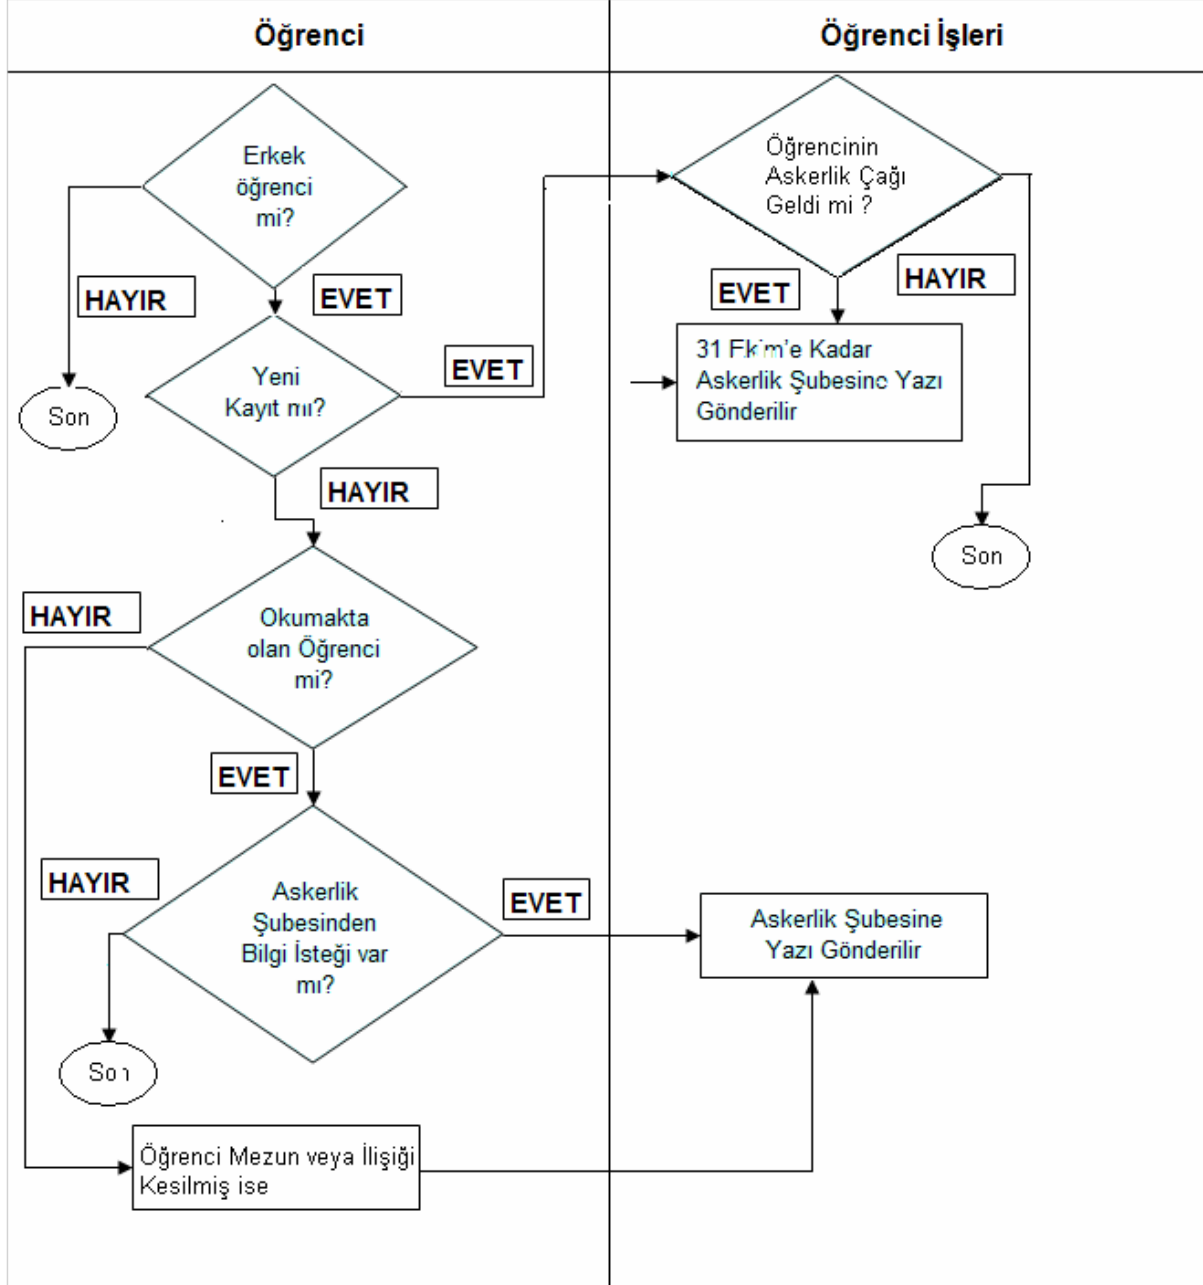 Öğrenci
Öğrenci İşleri
Erkek
öğrenci
mi?
HAYIR
EVET
Son
Yeni
Kayıt mı?
EVET
HAYIR
Öğrencinin
Askerlik Çağı
Geldi mi ?
EVET
HAYIR
31 Ekim'e Kadar
Askerlik Şubesine Yazı
Gönderilir
Son
Okumakta
olan Öğrenci
mi?
HAYIR
EVET
Askerlik
Şubesinden
Bilgi İsteği var
mı?
HAYIR
EVET
Son
Askerlik Şubesine
Yazı Gönderilir
Öğrenci Mezun veya İlişiği
Kesilmiş ise